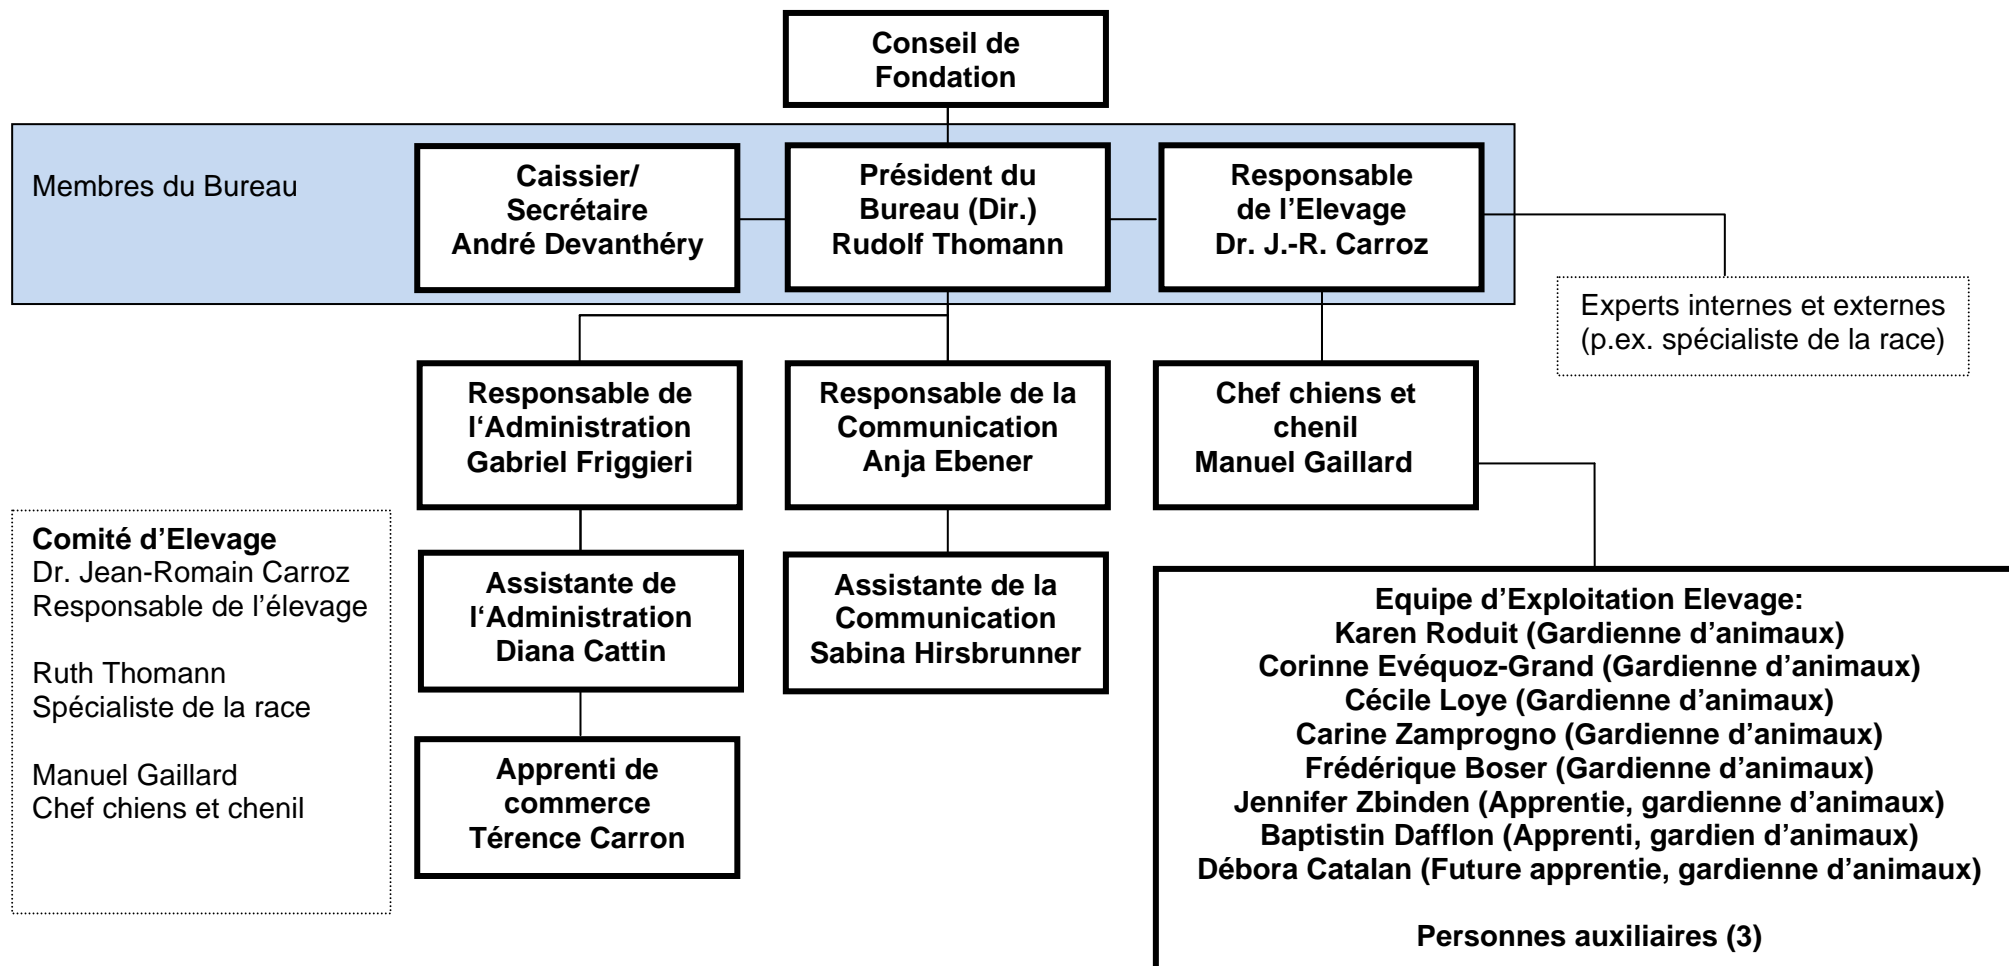 Conseil de
Fondation
Membres du Bureau
Caissier/
Secrétaire
André Devanthéry
Président du
Bureau (Dir.)
Rudolf Thomann
Responsable
de l’Elevage
Dr. J.-R. Carroz
Experts internes et externes
(p.ex. spécialiste de la race)
Responsable de
l‘Administration
Gabriel Friggieri
Responsable de la
Communication
Anja Ebener
Chef chiens et
chenil
Manuel Gaillard
Comité d’Elevage
Dr. Jean-Romain Carroz
Responsable de l’élevage
Ruth Thomann
Spécialiste de la race
Manuel Gaillard
Chef chiens et chenil
Assistante de
l‘Administration
Diana Cattin
Assistante de la
Communication
Sabina Hirsbrunner
Apprenti de
commerce
Térence Carron
Equipe d’Exploitation Elevage:
Karen Roduit (Gardienne d’animaux)
Corinne Evéquoz-Grand (Gardienne d’animaux)
Cécile Loye (Gardienne d’animaux)
Carine Zamprogno (Gardienne d’animaux)
Frédérique Boser (Gardienne d’animaux)
Jennifer Zbinden (Apprentie, gardienne d’animaux)
Baptistin Dafflon (Apprenti, gardien d’animaux)
Débora Catalan (Future apprentie, gardienne d’animaux)
Personnes auxiliaires (3)